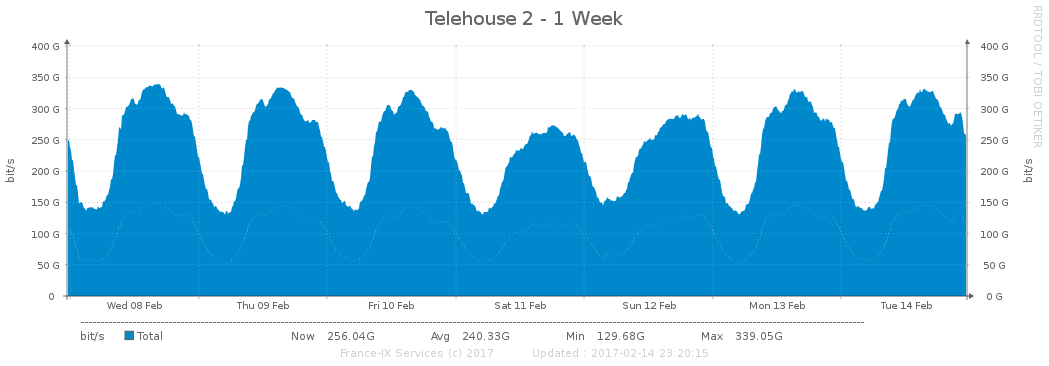 Telehouse 2 - 1 Week
RRDTOOL / TOBI OETIKER
400 G 400 G
350 G 350 G
300 G 300 G
250 G 250 G
200 G 200 G
150 G 150 G
100 G 100 G
50 G 50 G
0 0 G
bit/s bit/s
Wed 08 Feb Thu 09 Feb Fri 10 Feb Sat 11 Feb Sun 12 Feb Mon 13 Feb Tue 14 Feb
bit/s Total Now 256.04G Avg 240.33G Min 129.68G Max 339.05G
France-IX Services (c) 2017 Updated : 2017-02-14 23:20:15